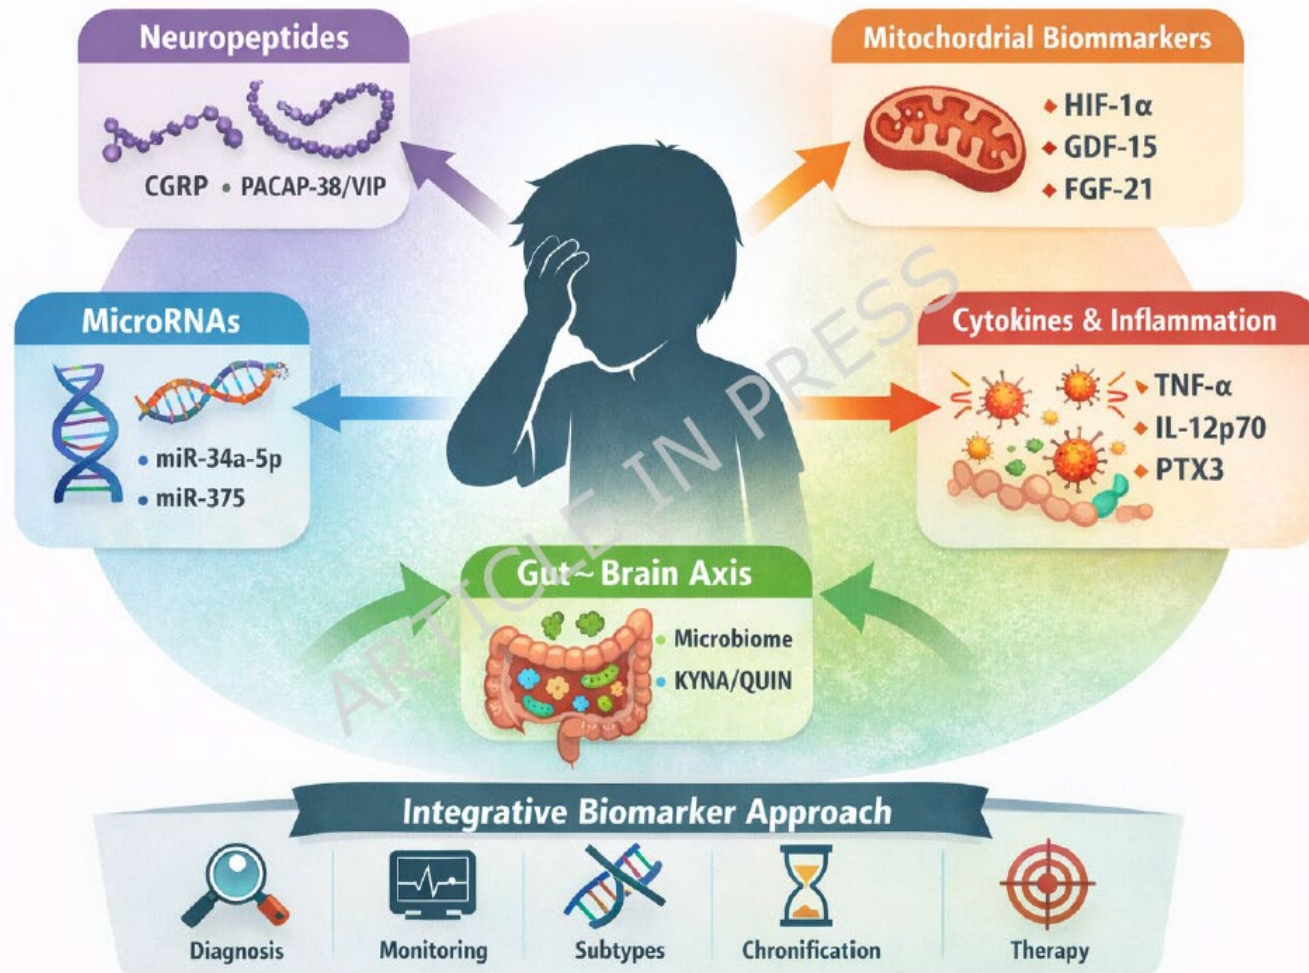 Neuropeptides
CGRP • PACAP-38/VIP
Mitochordrial Biommarkers
HIF-1α
GDF-15
FGF-21
MicroRNAs
• miR-34a-5p
• miR-375
Cytokines & Inflammation
TNF-α
IL-12p70
PTX3
Gut~Brain Axis
• Microbiome
• KYNA/QUIN
ARTICLE IN PRESS
Integrative Biomarker Approach
Diagnosis
Monitoring
Subtypes
Chronification
Therapy